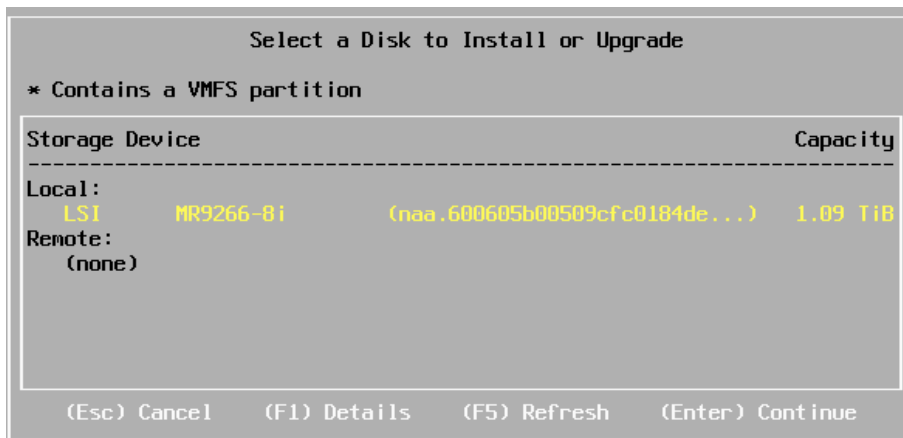 Select a Disk to Install or Upgrade
* Contains a VMFS partition
Storage Device Capacity
--------------------------------------------------------------------------------
Local:
LSI MR9266-8i (naa.600605b00509cfc0184de...) 1.09 TiB
Remote:
(none)
(Esc) Cancel (F1) Details (F5) Refresh (Enter) Continue